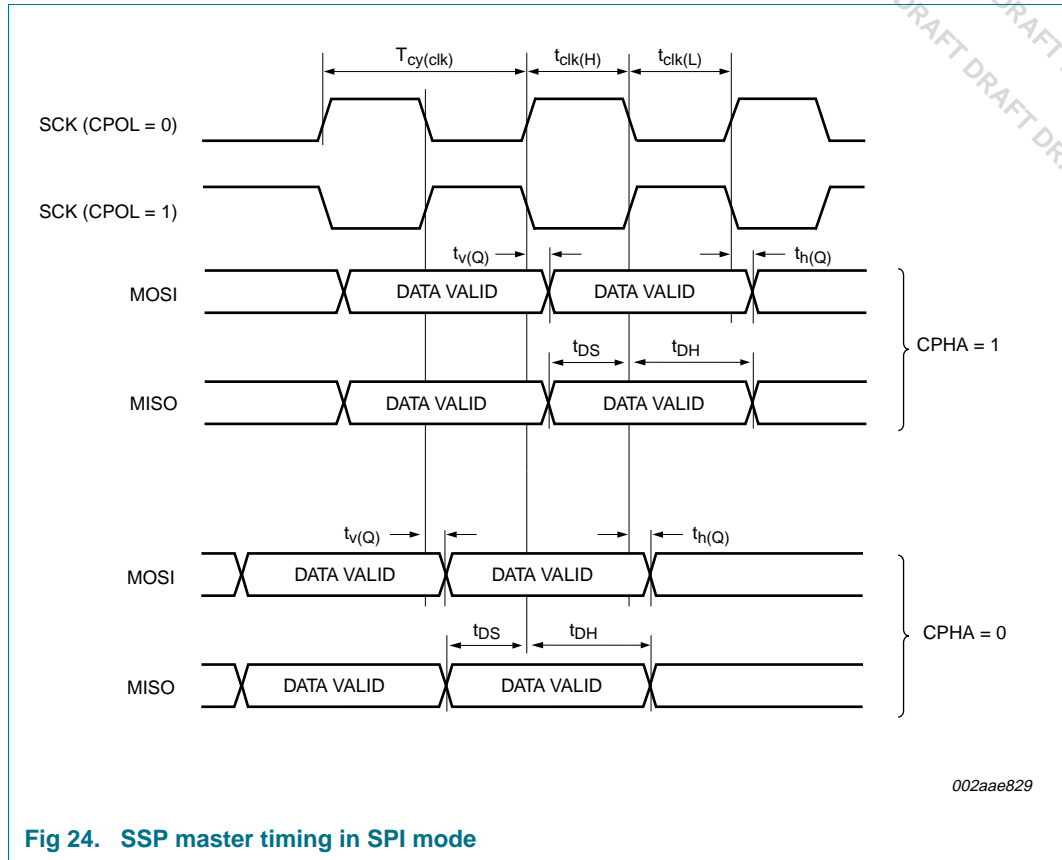 DRAFT DRAFT DRAFT
DRAFT DRAFT
Tcy(clk) tclk(H) tclk(L)
SCK (CPOL = 0)
SCK (CPOL = 1)
tv(Q) th(Q)
MOSI DATA VALID DATA VALID
CPHA = 1
tDS tDH
MISO DATA VALID DATA VALID
tv(Q) th(Q)
MOSI DATA VALID DATA VALID
CPHA = 0
tDS tDH
MISO DATA VALID DATA VALID
002aae829
Fig 24. SSP master timing in SPI mode